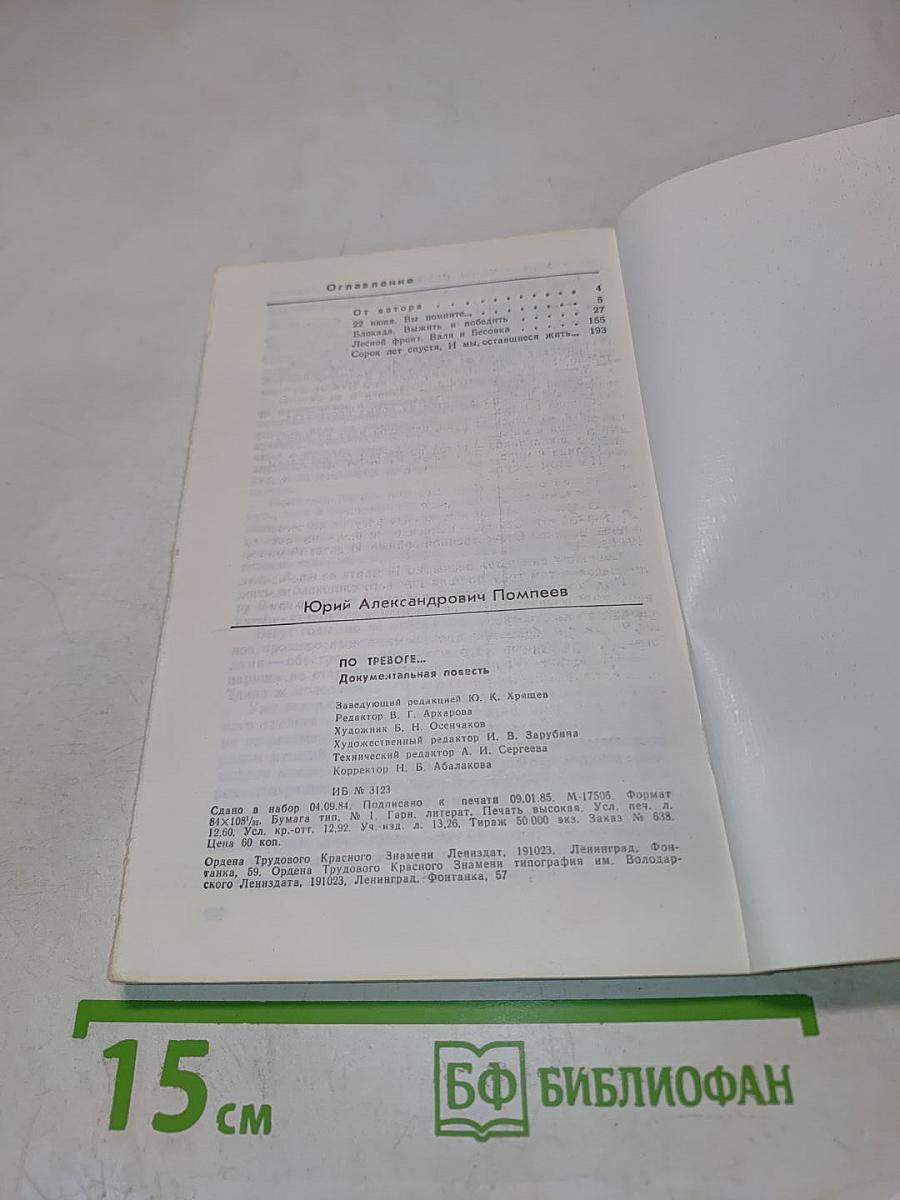 Оглавление
От автора . . . . . . . . . . 4
22 июня. Вы помните... . . . . . . . 5
Блокада. Выжить и победить . . . . . 27
Лесной фронт. Валя и Бесовка . . . . . 155
Сорок лет спустя. И мы, оставшиеся жить... 193
Юрий Александрович Помпеев
ПО ТРЕВОГЕ...
Документальная повесть
Заведующий редакцией Ю. К. Хрящев
Редактор В. Г. Архарова
Художник Б. Н. Осенчаков
Художественный редактор И. В. Зарубина
Технический редактор Л. И. Сергеева
Корректор Н. Б. Абалакова
ИБ № 3123
Сдано в набор 04.09.84. Подписано к печати 09.01.85. М-17506. Формат
84×108¹/₃₂. Бумага тип. № 1. Гарн. литерат. Печать высокая. Усл. печ. л.
12,60. Усл. кр.-отт. 12,92. Уч.-изд. л. 13,26. Тираж 50 000 экз. Заказ № 638.
Цена 60 коп.
Ордена Трудового Красного Знамени Лениздат, 191023, Ленинград, Фон-
танка, 59. Ордена Трудового Красного Знамени типография им. Володар-
ского Лениздата, 191023, Ленинград, Фонтанка, 57
15 см
БФ БИБЛИОФАН